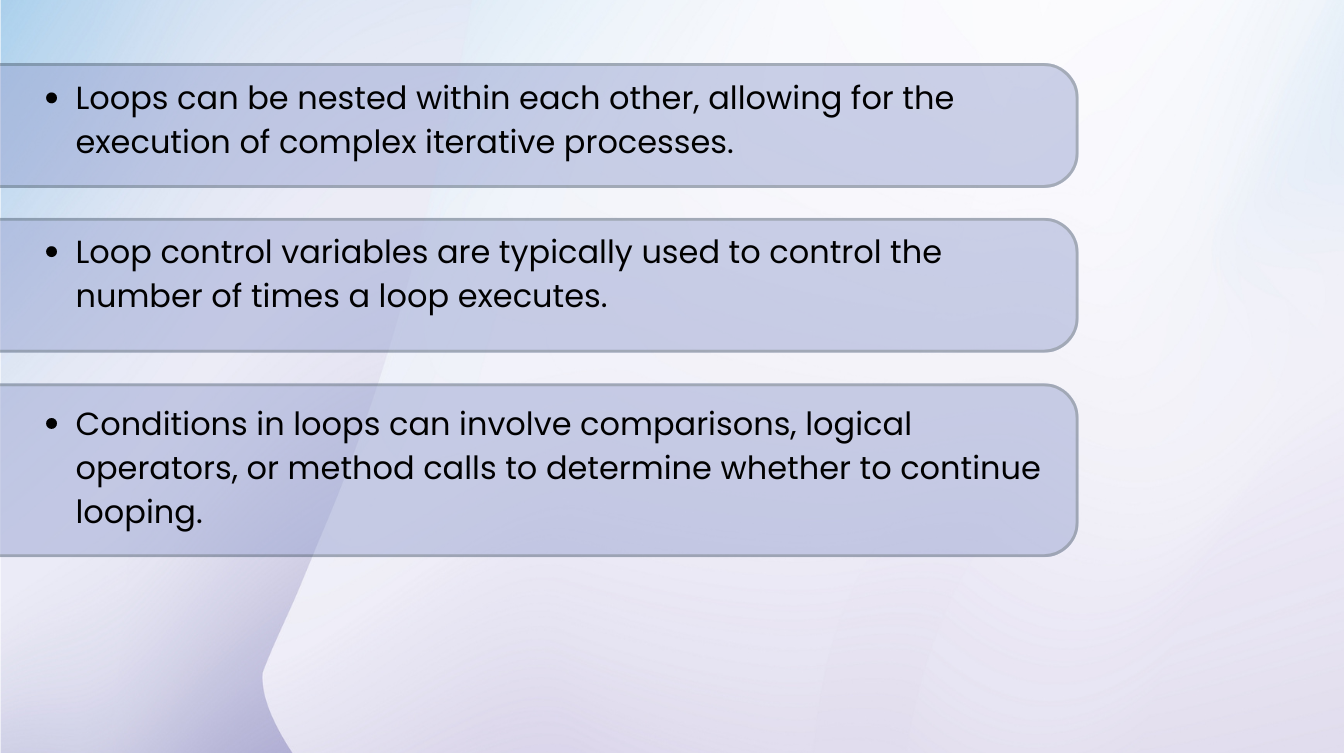 • Loops can be nested within each other, allowing for the
execution of complex iterative processes.
• Loop control variables are typically used to control the
number of times a loop executes.
• Conditions in loops can involve comparisons, logical
operators, or method calls to determine whether to continue
looping.